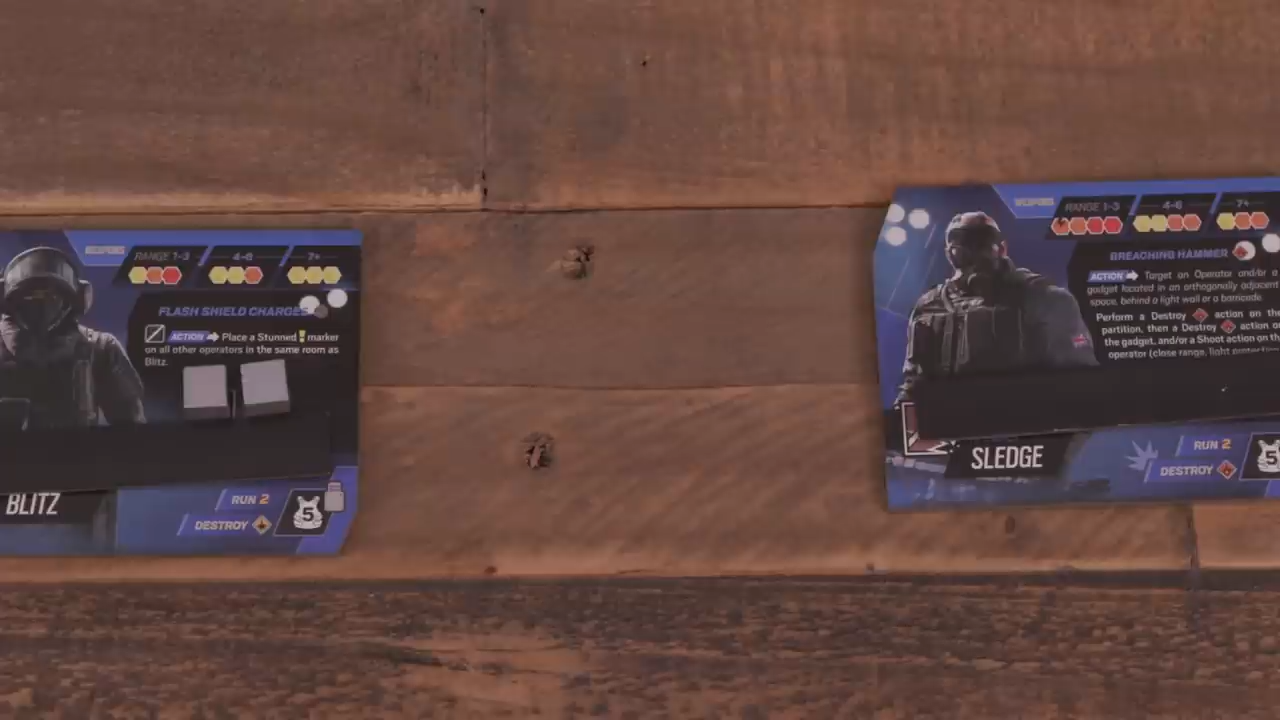 WEAPONS RANGE 1-3 4-6 7+
FLASH SHIELD CHARGES
ACTION Place a Stunned marker
on all other operators in the same room as
Blitz.
BLITZ
RUN 2
DESTROY
5
WEAPONS RANGE 1-3 4-6 7+
BREACHING HAMMER
ACTION Target an Operator and/or a
gadget located in an orthogonally adjacent
space, behind a light wall or a barricade.
Perform a Destroy action on the
partition, then a Destroy action on
the gadget, and/or a Shoot action on the
operator (close range, light
SLEDGE
RUN 2
DESTROY
5